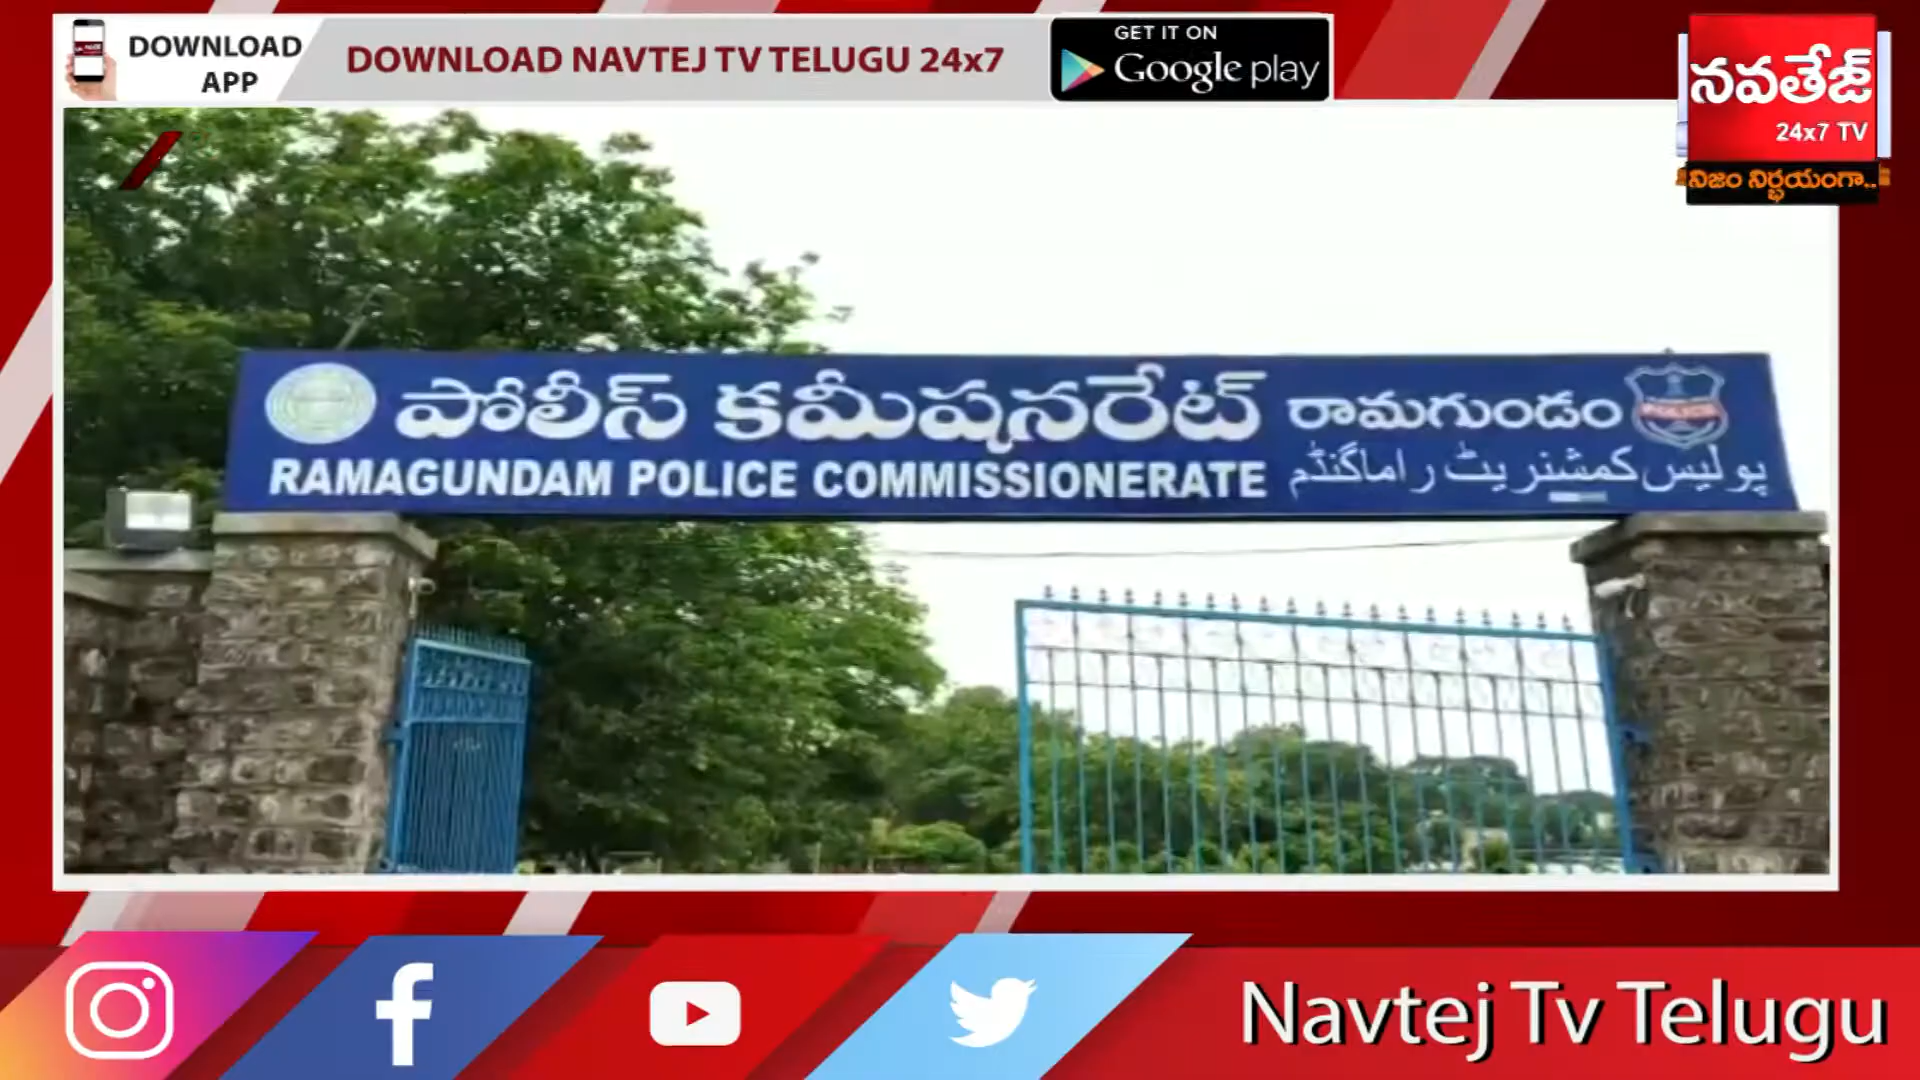 DOWNLOAD
APP
DOWNLOAD NAVTEJ TV TELUGU 24x7
GET IT ON
Google play
నవతేజ్
24x7 TV
నిజం నిర్భయంగా..
పోలీస్ కమీషనరేట్ రామగుండం
POLICE
RAMAGUNDAM POLICE COMMISSIONERATE
پولیس کمشنریٹ راماگنڈم
Navtej Tv Telugu